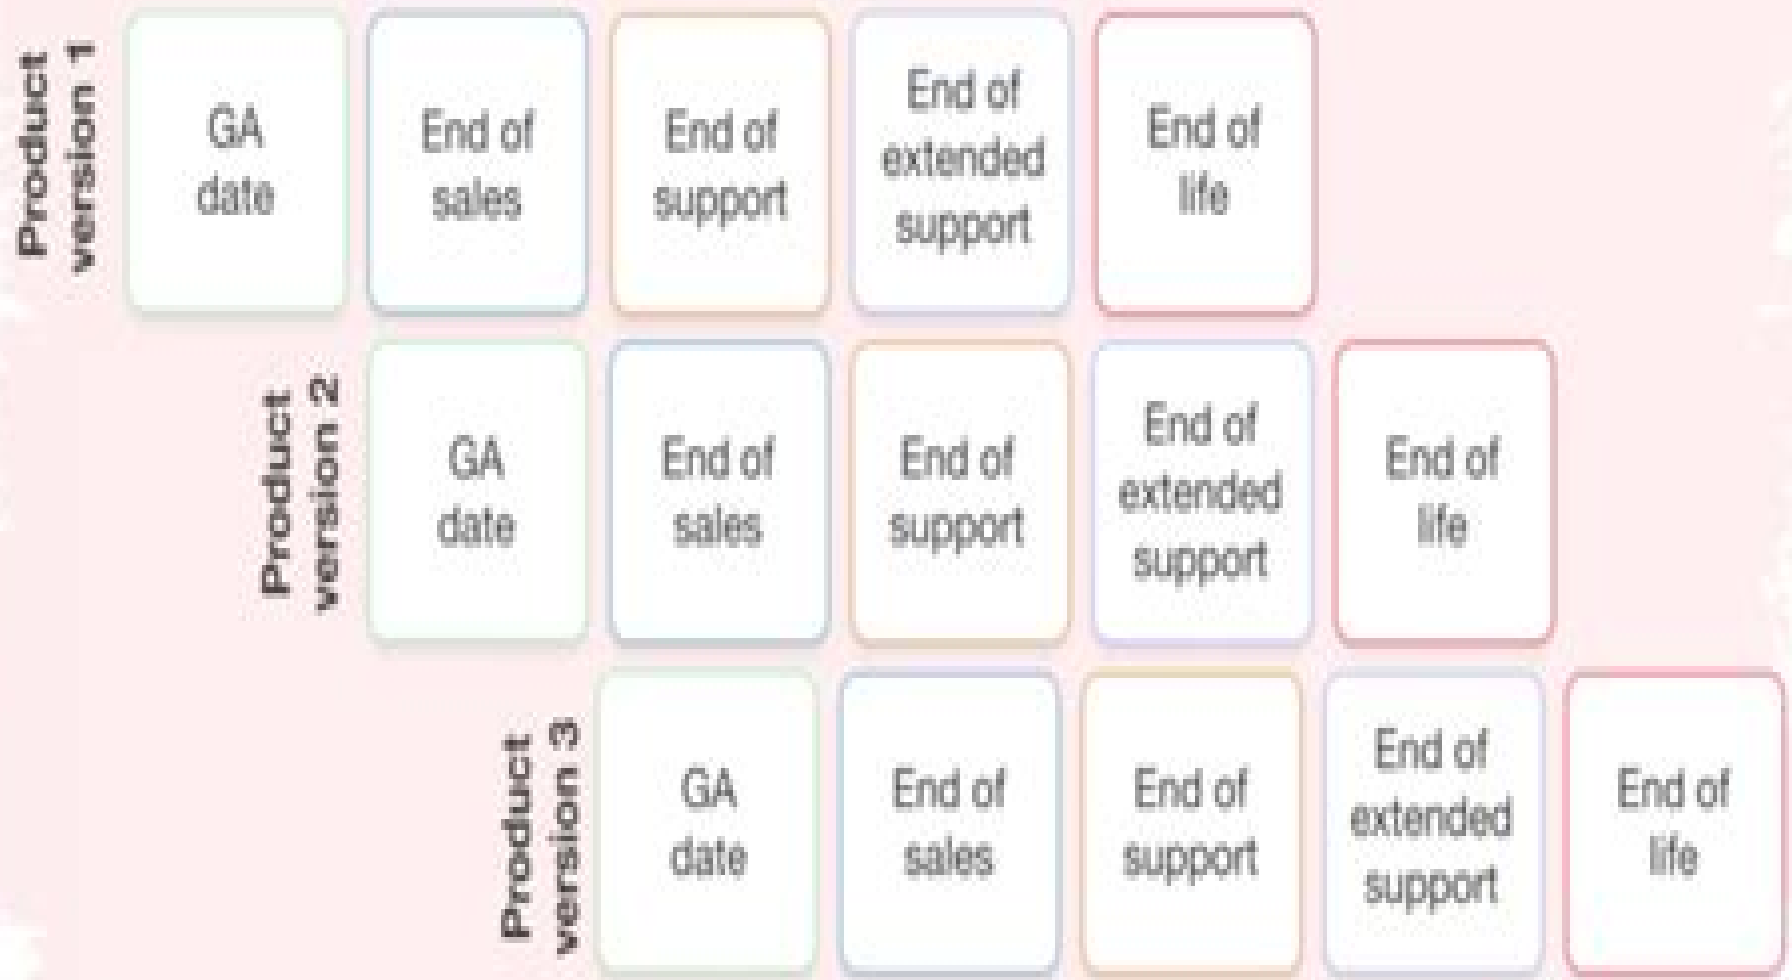 Product
version 1
GA
date
End of
sales
End of
support
End of
extended
support
End of
life
Product
version 2
GA
date
End of
sales
End of
support
End of
extended
support
End of
life
Product
version 3
GA
date
End of
sales
End of
support
End of
extended
support
End of
life